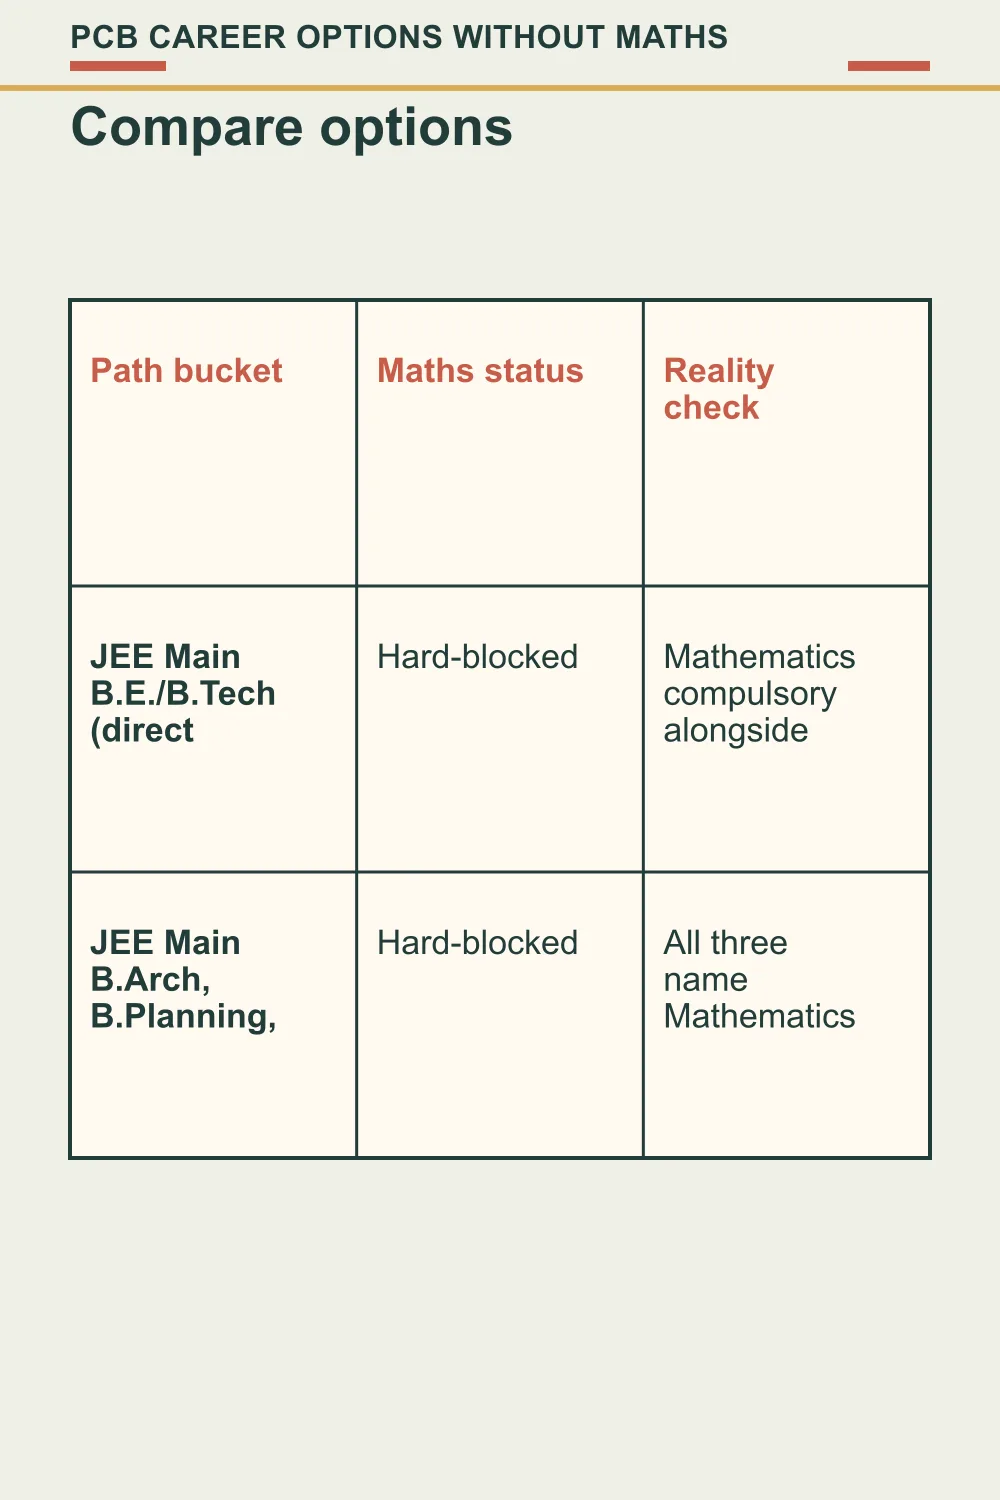 PCB CAREER OPTIONS WITHOUT MATHS
Compare options
Path bucket
Maths status
Reality
check
JEE Main
B.E./B.Tech
(direct
Hard-blocked
Mathematics
compulsory
alongside
JEE Main
B.Arch,
B.Planning,
Hard-blocked
All three
name
Mathematics